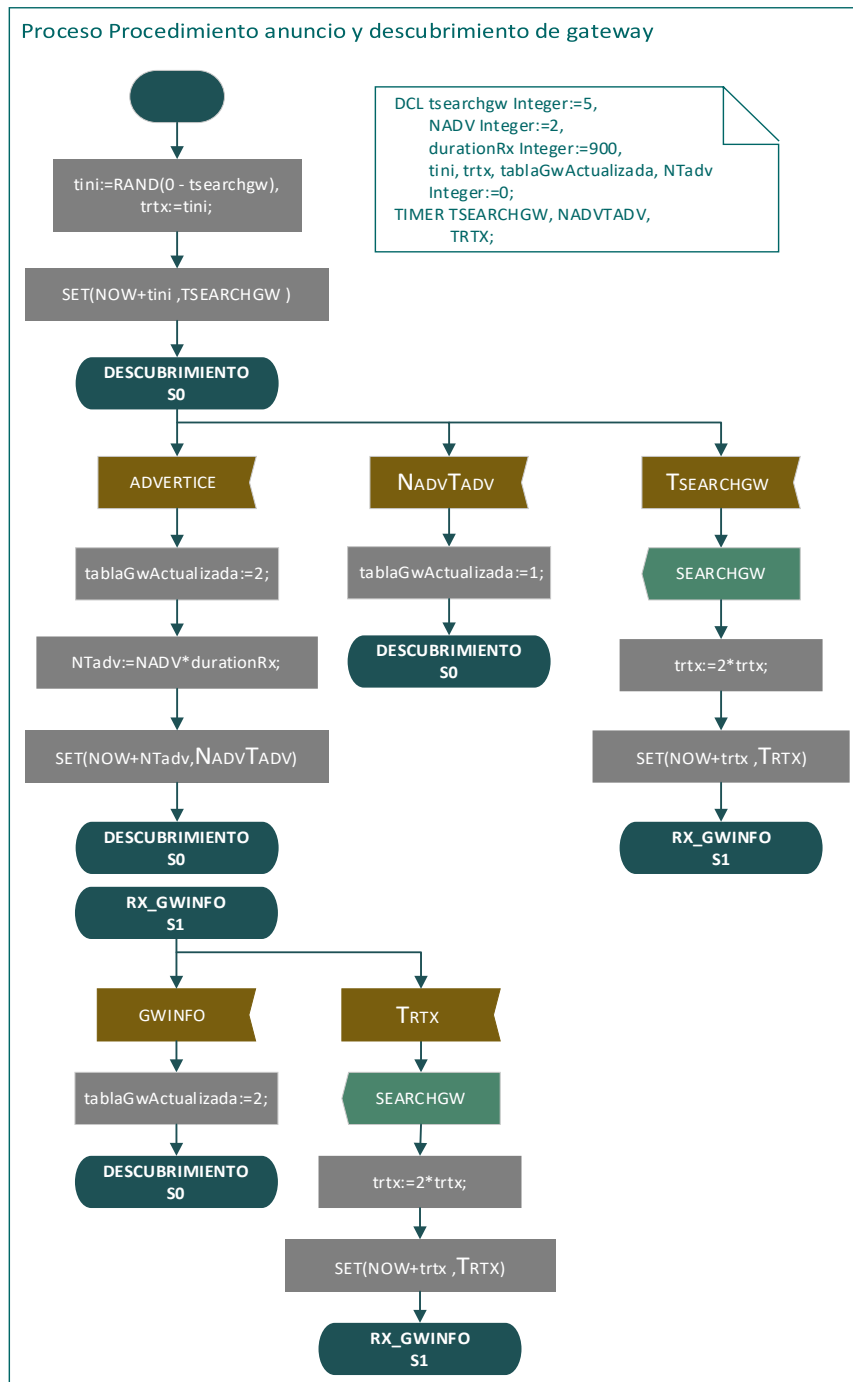 Proceso Procedimiento anuncio y descubrimiento de gateway
DCL tsearchgw Integer:=5,
NADV Integer:=2,
durationRx Integer:=900,
tini, trtx, tablaGwActualizada, NTadv
Integer:=0;
TIMER TSEARCHGW, NADVTADV,
TRTX;
tini:=RAND(0 - tsearchgw),
trtx:=tini;
SET(NOW+tini ,TSEARCHGW )
DESCUBRIMIENTO
S0
ADVERTICE
NADVTADV
TSEARCHGW
tablaGwActualizada:=2;
tablaGwActualizada:=1;
SEARCHGW
NTadv:=NADV*durationRx;
DESCUBRIMIENTO
S0
trtx:=2*trtx;
SET(NOW+NTadv,NADVTADV)
SET(NOW+trtx ,TRTX)
DESCUBRIMIENTO
S0
RX_GWINFO
S1
RX_GWINFO
S1
GWINFO
TRTX
tablaGwActualizada:=2;
SEARCHGW
DESCUBRIMIENTO
S0
trtx:=2*trtx;
SET(NOW+trtx ,TRTX)
RX_GWINFO
S1